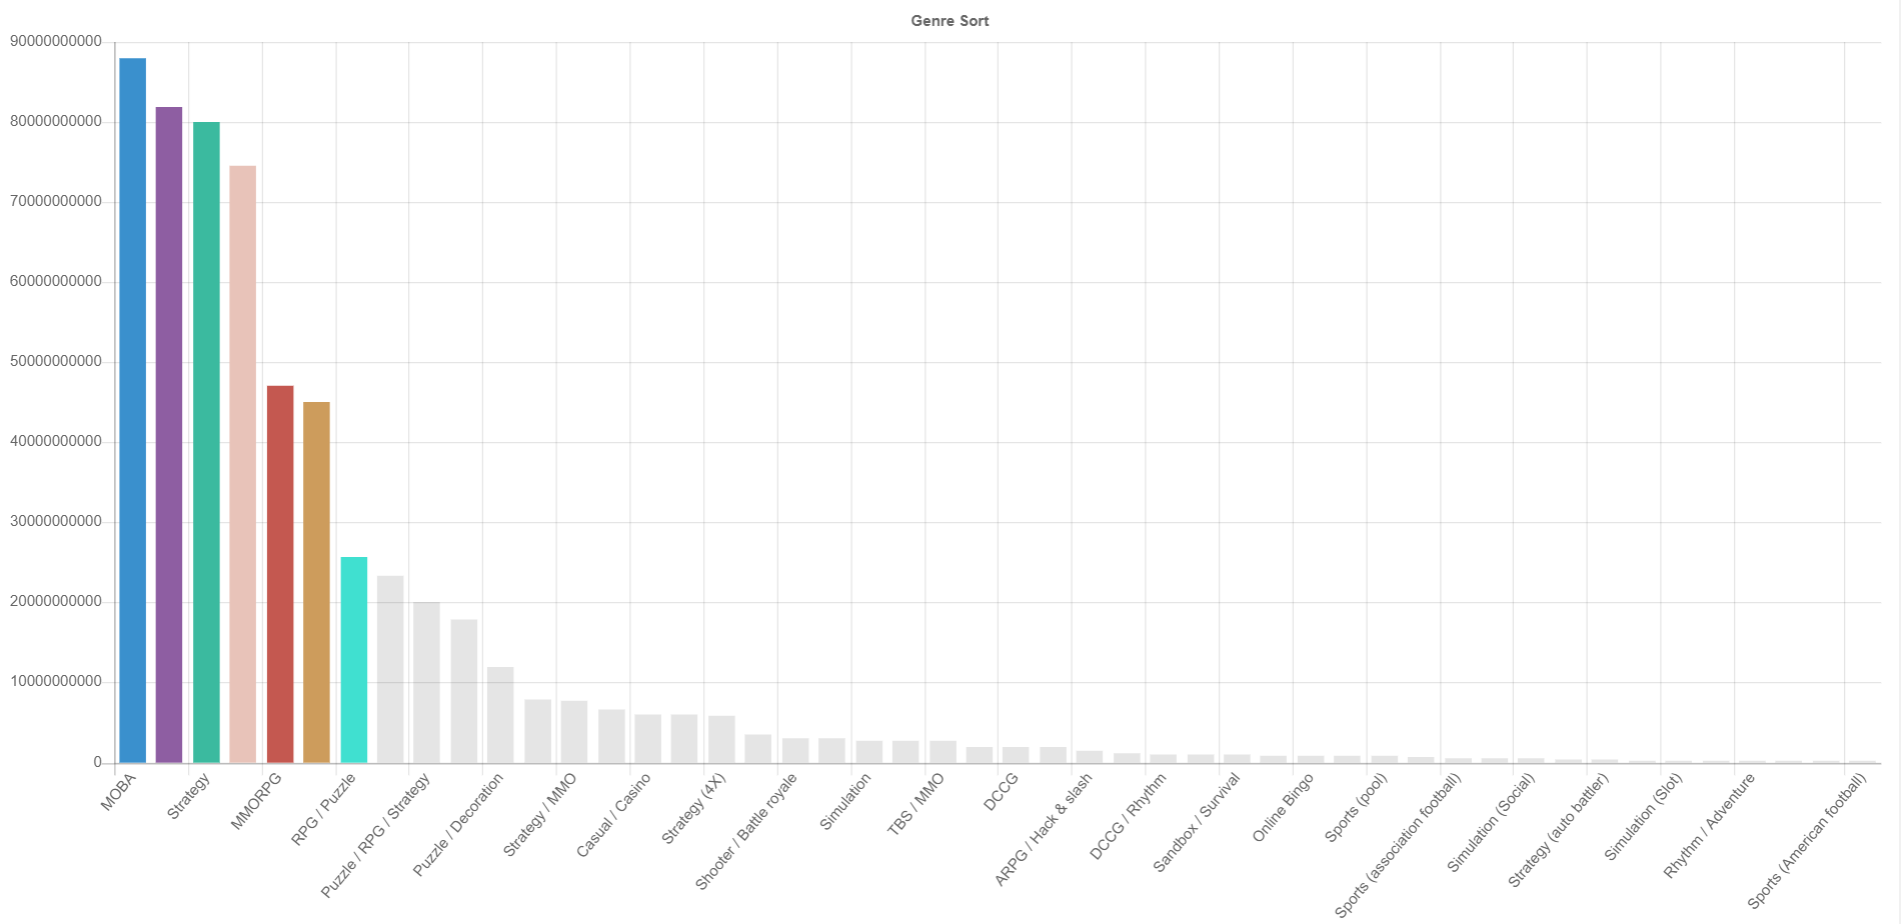 Genre Sort
90000000000
80000000000
70000000000
60000000000
50000000000
40000000000
30000000000
20000000000
10000000000
0
MOBA
Strategy
MMORPG
RPG / Puzzle
Puzzle / RPG / Strategy
Puzzle / Decoration
Strategy / MMO
Casual / Casino
Strategy (4X)
Shooter / Battle royale
Simulation
TBS / MMO
DCCG
ARPG / Hack & slash
DCCG / Rhythm
Sandbox / Survival
Online Bingo
Sports (pool)
Sports (association football)
Simulation (Social)
Strategy (auto battler)
Simulation (Slot)
Rhythm / Adventure
Sports (American football)